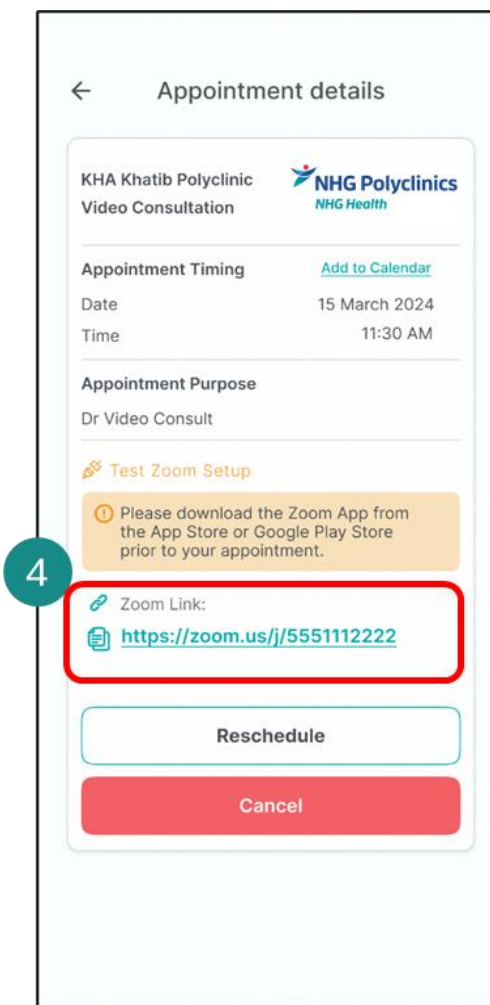 ← Appointment details
KHA Khatib Polyclinic
Video Consultation
NHG Polyclinics
NHG Health
Appointment Timing Add to Calendar
Date 15 March 2024
Time 11:30 AM
Appointment Purpose
Dr Video Consult
Test Zoom Setup
Please download the Zoom App from
the App Store or Google Play Store
prior to your appointment.
4
Zoom Link:
https://zoom.us/j/5551112222
Reschedule
Cancel